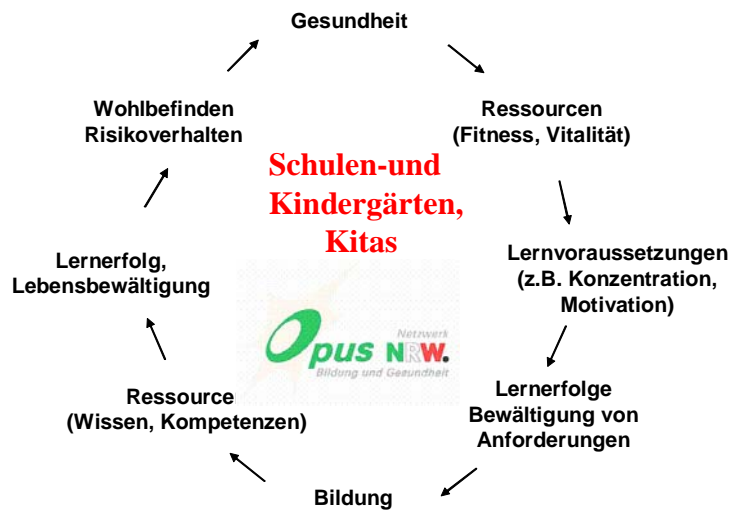 Gesundheit
Ressourcen
(Fitness, Vitalität)
Lernvoraussetzungen
(z.B. Konzentration,
Motivation)
Lernerfolge
Bewältigung von
Anforderungen
Bildung
Ressource
(Wissen, Kompetenzen)
Lernerfolg,
Lebensbewältigung
Wohlbefinden
Risikoverhalten
Schulen-und
Kindergärten,
Kitas
Netzwerk
Opus NRW.
Bildung und Gesundheit